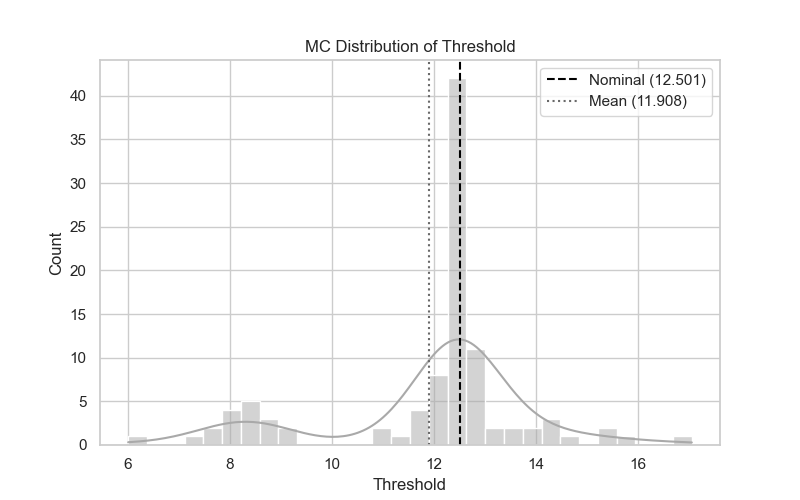 MC Distribution of Threshold
Nominal (12.501)
Mean (11.908)
Count
40
35
30
25
20
15
10
5
0
6 8 10 12 14 16
Threshold